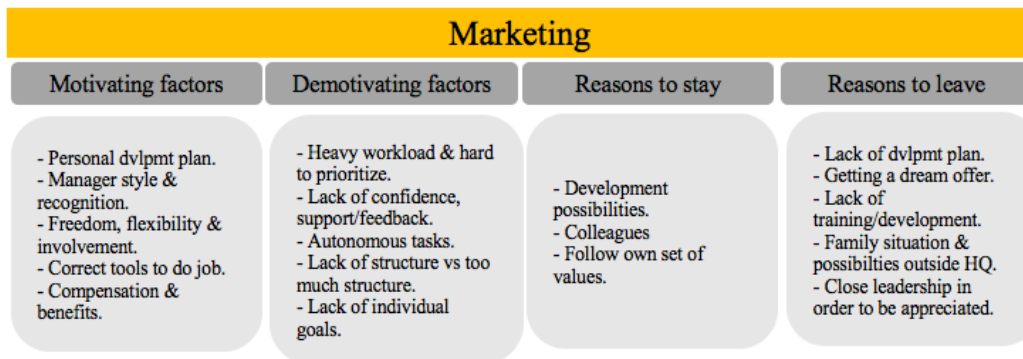 Marketing
Motivating factors
Demotivating factors
Reasons to stay
Reasons to leave
- Personal dvlpmt plan.
- Manager style &
recognition.
- Freedom, flexibility &
involvement.
- Correct tools to do job.
- Compensation &
benefits.
- Heavy workload & hard
to prioritize.
- Lack of confidence,
support/feedback.
- Autonomous tasks.
- Lack of structure vs too
much structure.
- Lack of individual
goals.
- Development
possibilities.
- Colleagues
- Follow own set of
values.
- Lack of dvlpmt plan.
- Getting a dream offer.
- Lack of
training/development.
- Family situation &
possibilties outside HQ.
- Close leadership in
order to be appreciated.